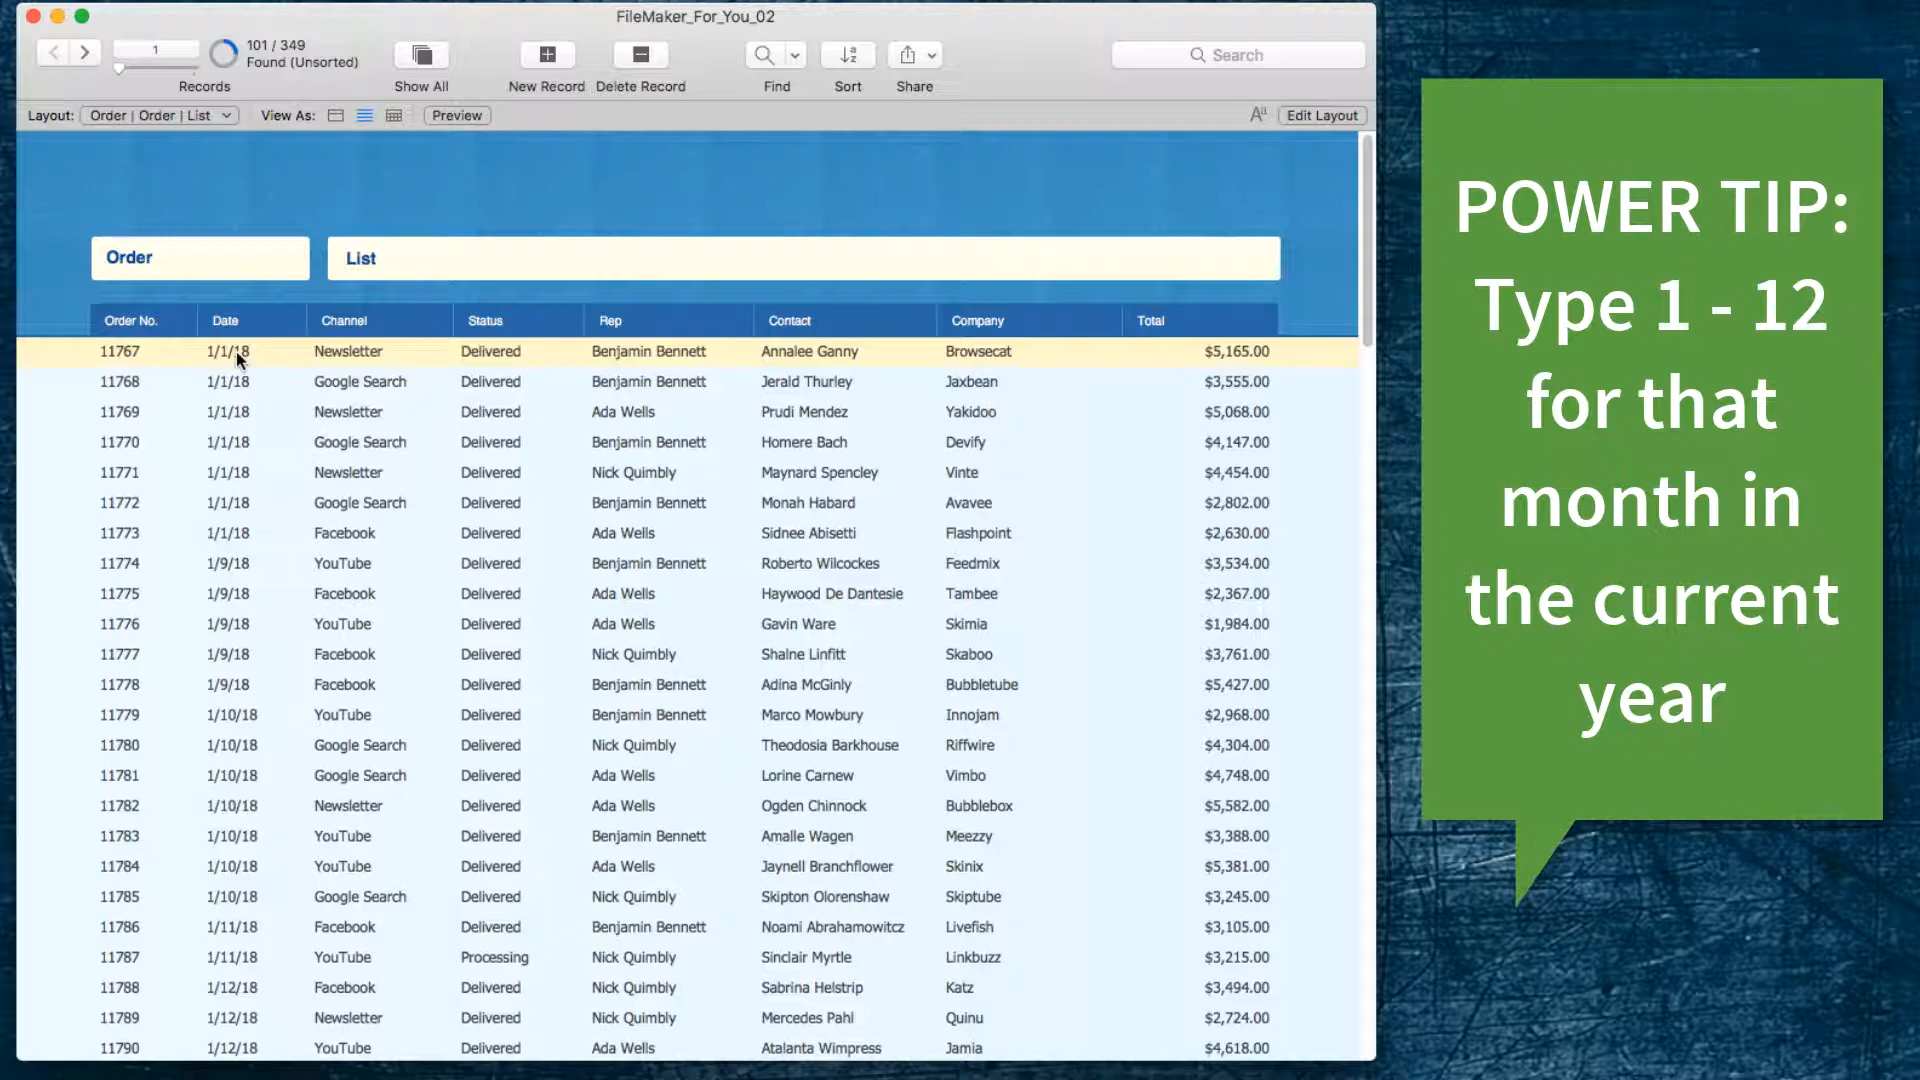 FileMaker_For_You_02
1
101 / 349
Found (Unsorted)
Search
Records
Show All
New Record
Delete Record
Find
Sort
Share
Layout: Order | Order | List View As: Preview Aa Edit Layout
Order
List
Order No. Date Channel Status Rep Contact Company Total
11767 1/1/18 Newsletter Delivered Benjamin Bennett Annalee Ganny Browsecat $5,165.00
11768 1/1/18 Google Search Delivered Benjamin Bennett Jerald Thurley Jaxbean $3,555.00
11769 1/1/18 Newsletter Delivered Ada Wells Prudi Mendez Yakidoo $5,068.00
11770 1/1/18 Google Search Delivered Benjamin Bennett Homere Bach Devify $4,147.00
11771 1/1/18 Newsletter Delivered Nick Quimbly Maynard Spencley Vinte $4,454.00
11772 1/1/18 Google Search Delivered Benjamin Bennett Monah Habard Avavee $2,802.00
11773 1/1/18 Facebook Delivered Ada Wells Sidnee Abisetti Flashpoint $2,630.00
11774 1/9/18 YouTube Delivered Benjamin Bennett Roberto Wilcockes Feedmix $3,534.00
11775 1/9/18 Facebook Delivered Ada Wells Haywood De Dantesie Tambee $2,367.00
11776 1/9/18 YouTube Delivered Ada Wells Gavin Ware Skimia $1,984.00
11777 1/9/18 Facebook Delivered Nick Quimbly Shalne Linfitt Skaboo $3,761.00
11778 1/9/18 Facebook Delivered Benjamin Bennett Adina McGinly Bubbletube $5,427.00
11779 1/10/18 YouTube Delivered Benjamin Bennett Marco Mowbury Innojam $2,968.00
11780 1/10/18 Google Search Delivered Nick Quimbly Theodosia Barkhouse Riffwire $4,304.00
11781 1/10/18 Google Search Delivered Ada Wells Lorine Carnew Vimbo $4,748.00
11782 1/10/18 Newsletter Delivered Ada Wells Ogden Chinnock Bubblebox $5,582.00
11783 1/10/18 YouTube Delivered Benjamin Bennett Amalle Wagen Meezzy $3,388.00
11784 1/10/18 YouTube Delivered Ada Wells Jaynell Branchflower Skinix $5,381.00
11785 1/10/18 Google Search Delivered Nick Quimbly Skipton Olorenshaw Skiptube $3,245.00
11786 1/11/18 Facebook Delivered Benjamin Bennett Noami Abrahamowitcz Livefish $3,105.00
11787 1/11/18 YouTube Processing Nick Quimbly Sinclair Myrtle Linkbuzz $3,215.00
11788 1/12/18 Facebook Delivered Nick Quimbly Sabrina Helstrip Katz $3,494.00
11789 1/12/18 Newsletter Delivered Nick Quimbly Mercedes Pahl Quinu $2,724.00
11790 1/12/18 YouTube Delivered Ada Wells Atalanta Wimpress Jamia $4,618.00
POWER TIP:
Type 1 - 12
for that
month in
the current
year